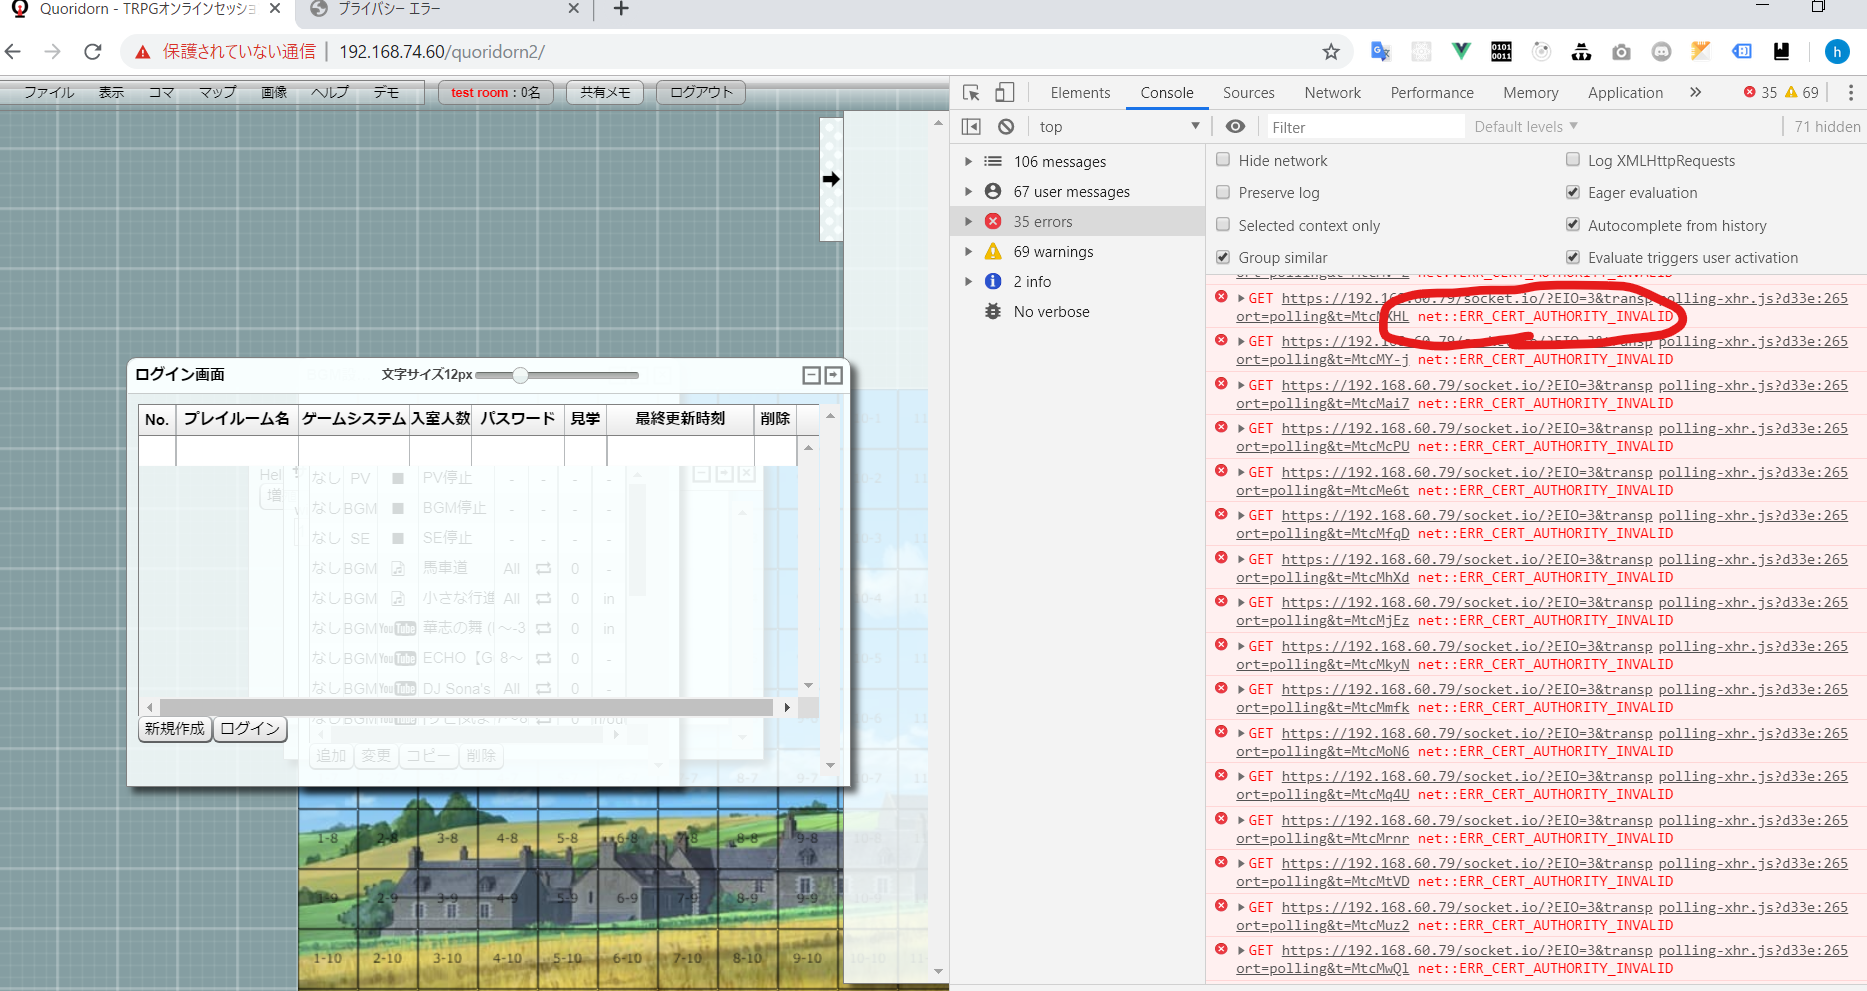 Quoridorn - TRPGオンラインセッショ
プライバシー エラー
保護されていない通信
192.168.74.60/quoridorn2/
h
ファイル 表示 コマ マップ 画像 ヘルプ デモ
test room : 0名
共有メモ
ログアウト
ログイン画面
文字サイズ12px
No. プレイルーム名 ゲームシステム 入室人数 パスワード 見学 最終更新時刻 削除
なし PV PV停止 - - - -
なし BGM BGM停止 - - - -
なし SE SE停止 - - - -
なし BGM 馬車道 All 0 -
なし BGM 小さな行進 All 0 in
なし BGM YouTube 華志の舞 ( ～-3 0 in
なし BGM YouTube ECHO【G 8～ 0 -
なし BGM YouTube DJ Sona's All 0 -
新規作成 ログイン
追加 変更 コピー 削除
8-7 9-7 10-7
1-8 2-8 3-8 4-8 5-8 6-8 7-8 8-8 9-8 10-8
1-9 2-9 3-9 4-9 5-9 6-9 7-9 8-9 9-9
1-10 2-10 3-10 4-10 5-10 6-10 7-10 8-10 9-10 10-10
Elements Console Sources Network Performance Memory Application
35 69
top
Filter
Default levels
71 hidden
106 messages
67 user messages
35 errors
69 warnings
2 info
No verbose
Hide network
Log XMLHttpRequests
Preserve log
Eager evaluation
Selected context only
Autocomplete from history
Group similar
Evaluate triggers user activation
GET https://192.168.60.79/socket.io/?EIO=3&transp polling-xhr.js?d33e:265
net::ERR_CERT_AUTHORITY_INVALID
GET https://192.168.60.79/socket.io/?EIO=3&transp polling-xhr.js?d33e:265
ort=polling&t=MtcMY-j net::ERR_CERT_AUTHORITY_INVALID
GET https://192.168.60.79/socket.io/?EIO=3&transp polling-xhr.js?d33e:265
ort=polling&t=MtcMai7 net::ERR_CERT_AUTHORITY_INVALID
GET https://192.168.60.79/socket.io/?EIO=3&transp polling-xhr.js?d33e:265
ort=polling&t=MtcMcPU net::ERR_CERT_AUTHORITY_INVALID
GET https://192.168.60.79/socket.io/?EIO=3&transp polling-xhr.js?d33e:265
ort=polling&t=MtcMe6t net::ERR_CERT_AUTHORITY_INVALID
GET https://192.168.60.79/socket.io/?EIO=3&transp polling-xhr.js?d33e:265
ort=polling&t=MtcMfqD net::ERR_CERT_AUTHORITY_INVALID
GET https://192.168.60.79/socket.io/?EIO=3&transp polling-xhr.js?d33e:265
ort=polling&t=MtcMhXd net::ERR_CERT_AUTHORITY_INVALID
GET https://192.168.60.79/socket.io/?EIO=3&transp polling-xhr.js?d33e:265
ort=polling&t=MtcMjEz net::ERR_CERT_AUTHORITY_INVALID
GET https://192.168.60.79/socket.io/?EIO=3&transp polling-xhr.js?d33e:265
ort=polling&t=MtcMkyN net::ERR_CERT_AUTHORITY_INVALID
GET https://192.168.60.79/socket.io/?EIO=3&transp polling-xhr.js?d33e:265
ort=polling&t=MtcMmfk net::ERR_CERT_AUTHORITY_INVALID
GET https://192.168.60.79/socket.io/?EIO=3&transp polling-xhr.js?d33e:265
ort=polling&t=MtcMoN6 net::ERR_CERT_AUTHORITY_INVALID
GET https://192.168.60.79/socket.io/?EIO=3&transp polling-xhr.js?d33e:265
ort=polling&t=MtcMq4U net::ERR_CERT_AUTHORITY_INVALID
GET https://192.168.60.79/socket.io/?EIO=3&transp polling-xhr.js?d33e:265
ort=polling&t=MtcMrnr net::ERR_CERT_AUTHORITY_INVALID
GET https://192.168.60.79/socket.io/?EIO=3&transp polling-xhr.js?d33e:265
ort=polling&t=MtcMtVD net::ERR_CERT_AUTHORITY_INVALID
GET https://192.168.60.79/socket.io/?EIO=3&transp polling-xhr.js?d33e:265
ort=polling&t=MtcMuz2 net::ERR_CERT_AUTHORITY_INVALID
GET https://192.168.60.79/socket.io/?EIO=3&transp polling-xhr.js?d33e:265
ort=polling&t=MtcMwQl net::ERR_CERT_AUTHORITY_INVALID